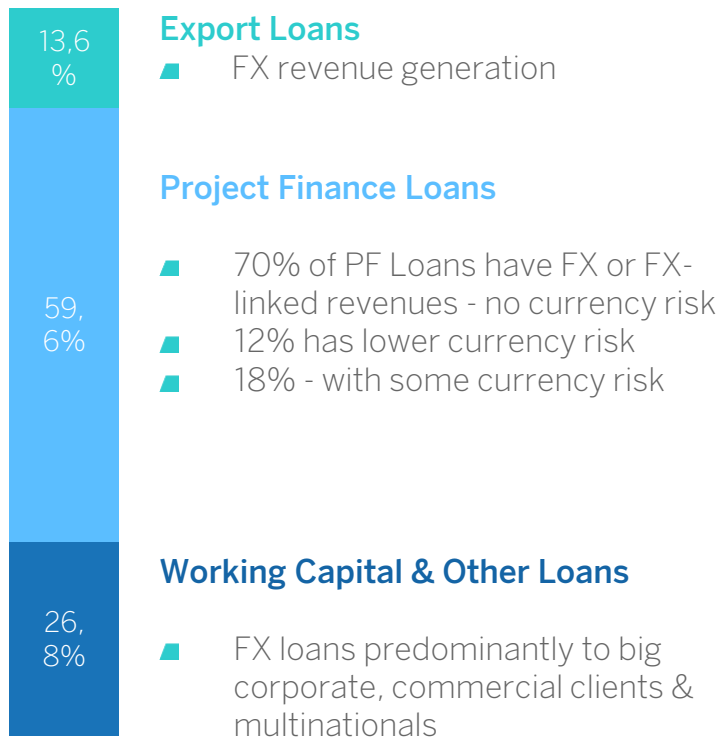 13,6
%
Export Loans
FX revenue generation
Project Finance Loans
59,
6%
70% of PF Loans have FX or FX-
linked revenues - no currency risk
12% has lower currency risk
18% - with some currency risk
Working Capital & Other Loans
26,
8%
FX loans predominantly to big
corporate, commercial clients &
multinationals